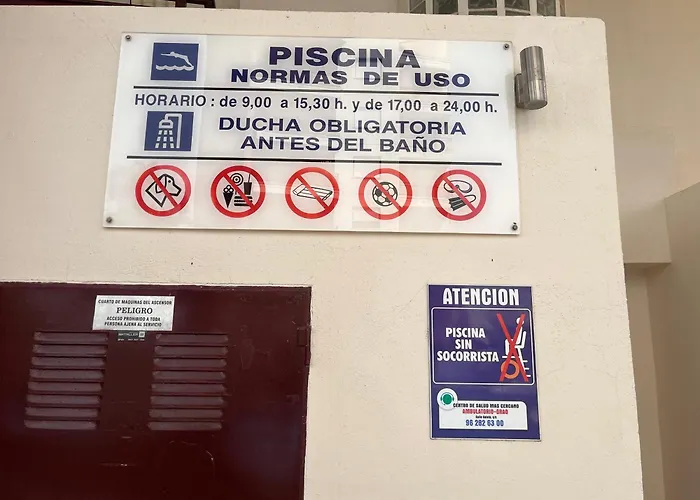 PISCINA
NORMAS DE USO
HORARIO : de 9,00 a 15,30 h. y de 17,00 a 24,00 h.
DUCHA OBLIGATORIA
ANTES DEL BAÑO
CUARTO DE MAQUINAS DEL ASCENSOR
PELIGRO
ACCESO PROHIBIDO A TODA
PERSONA AJENA AL SERVICIO
ATENCION
PISCINA
SIN
SOCORRISTA
CENTRO DE SALUD MAS CERCANO
AMBULATORIO-GRAO
96 282 63 00